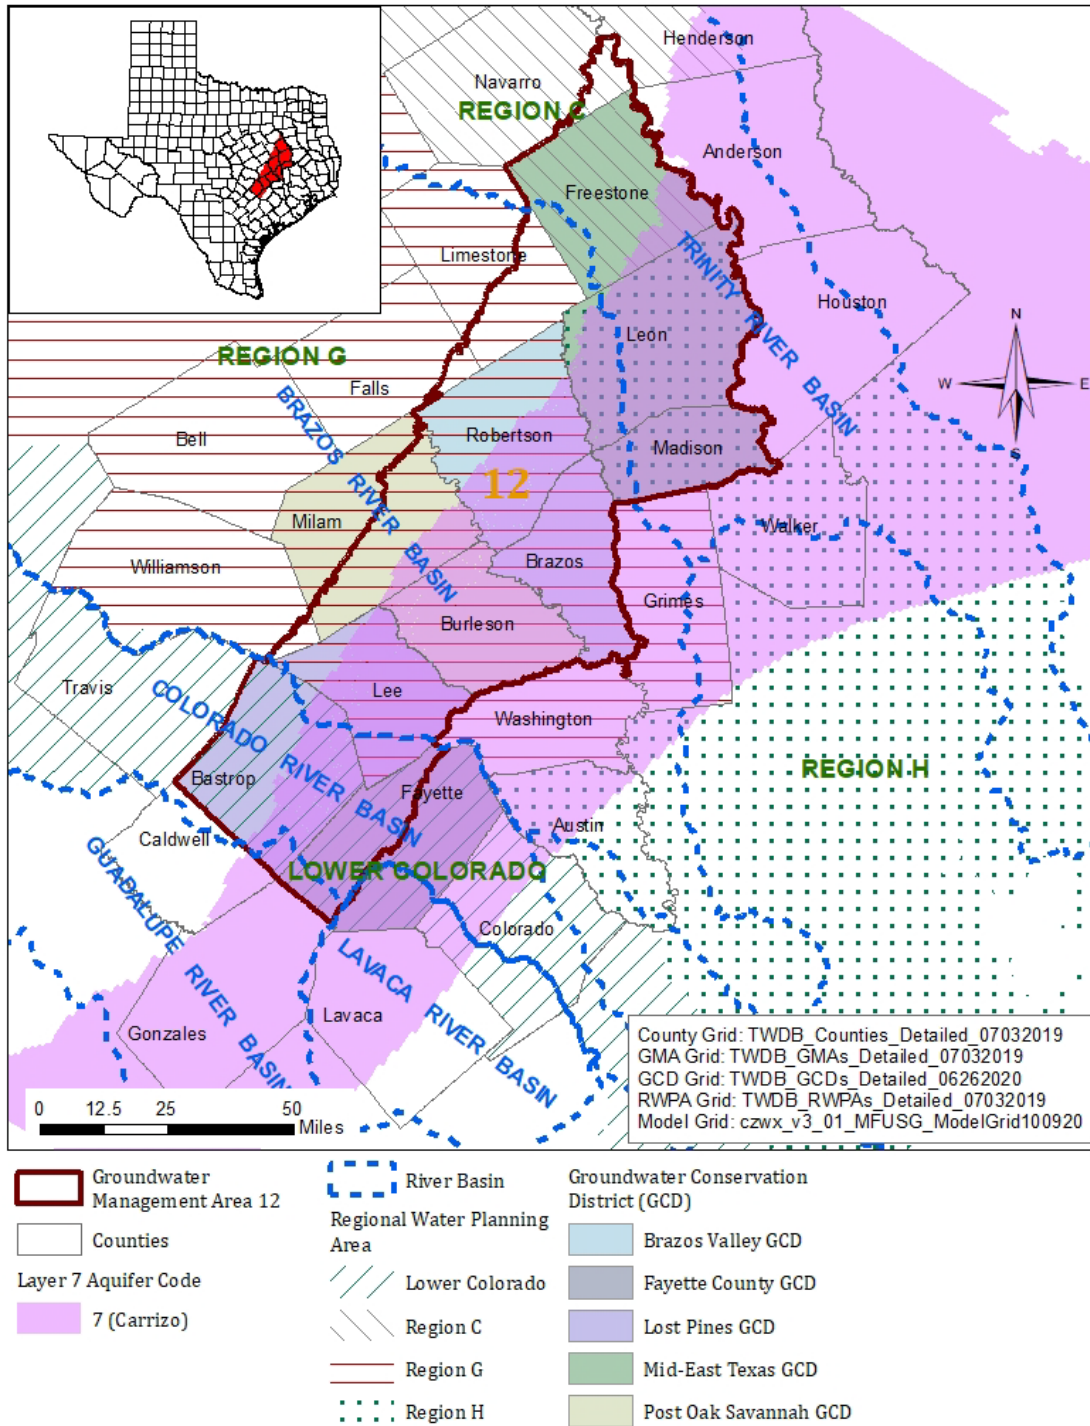 Henderson
Navarro
REGION C
Anderson
Freestone
Limestone
TRINITY RIVER BASIN
Houston
N
W E
S
Leon
REGION G
Falls
BRAZOS RIVER BASIN
Bell
Robertson
Madison
12
Milam
Walker
Williamson
Brazos
Grimes
Burleson
Travis
Lee
COLORADO RIVER BASIN
Washington
REGION H
Bastrop
Fayette
Caldwell
Austin
GUADALUPE RIVER BASIN
LOWER COLORADO
Colorado
LAVACA RIVER BASIN
Lavaca
Gonzales
County Grid: TWDB_Counties_Detailed_07032019
GMA Grid: TWDB_GMAs_Detailed_07032019
GCD Grid: TWDB_GCDs_Detailed_06262020
RWPA Grid: TWDB_RWPAs_Detailed_07032019
Model Grid: czwx_v3_01_MFUSG_ModelGrid100920
0 12.5 25 50
Miles
Groundwater
Management Area 12
Counties
Layer 7 Aquifer Code
7 (Carrizo)
River Basin
Regional Water Planning
Area
Lower Colorado
Region C
Region G
Region H
Groundwater Conservation
District (GCD)
Brazos Valley GCD
Fayette County GCD
Lost Pines GCD
Mid-East Texas GCD
Post Oak Savannah GCD